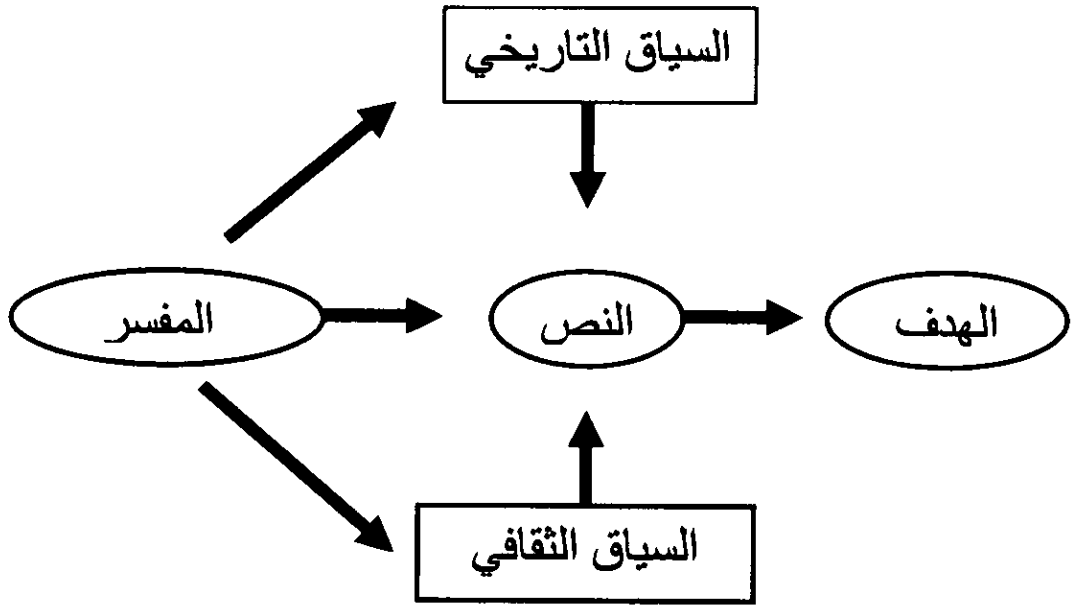 السياق التاريخي
المفسر
النص
الهدف
السياق الثقافي